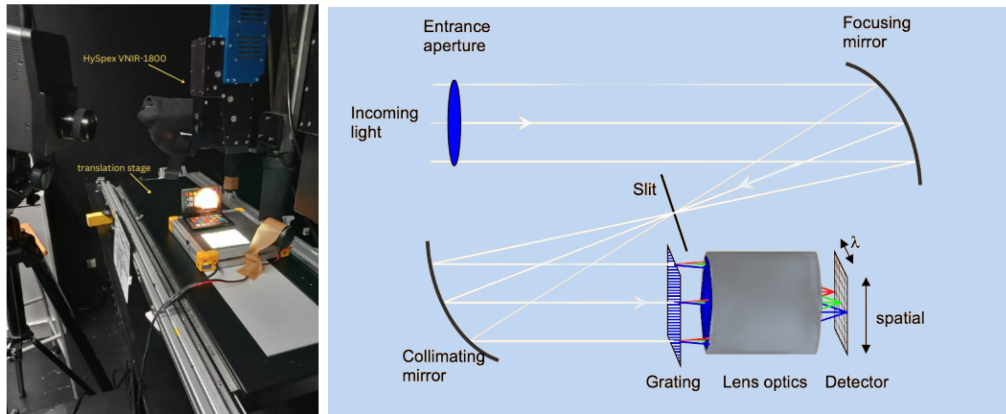 HySpex VNIR-1800
translation stage
Entrance
aperture
Focusing
mirror
Incoming
light
Slit
λ
spatial
Collimating
mirror
Grating
Lens optics
Detector